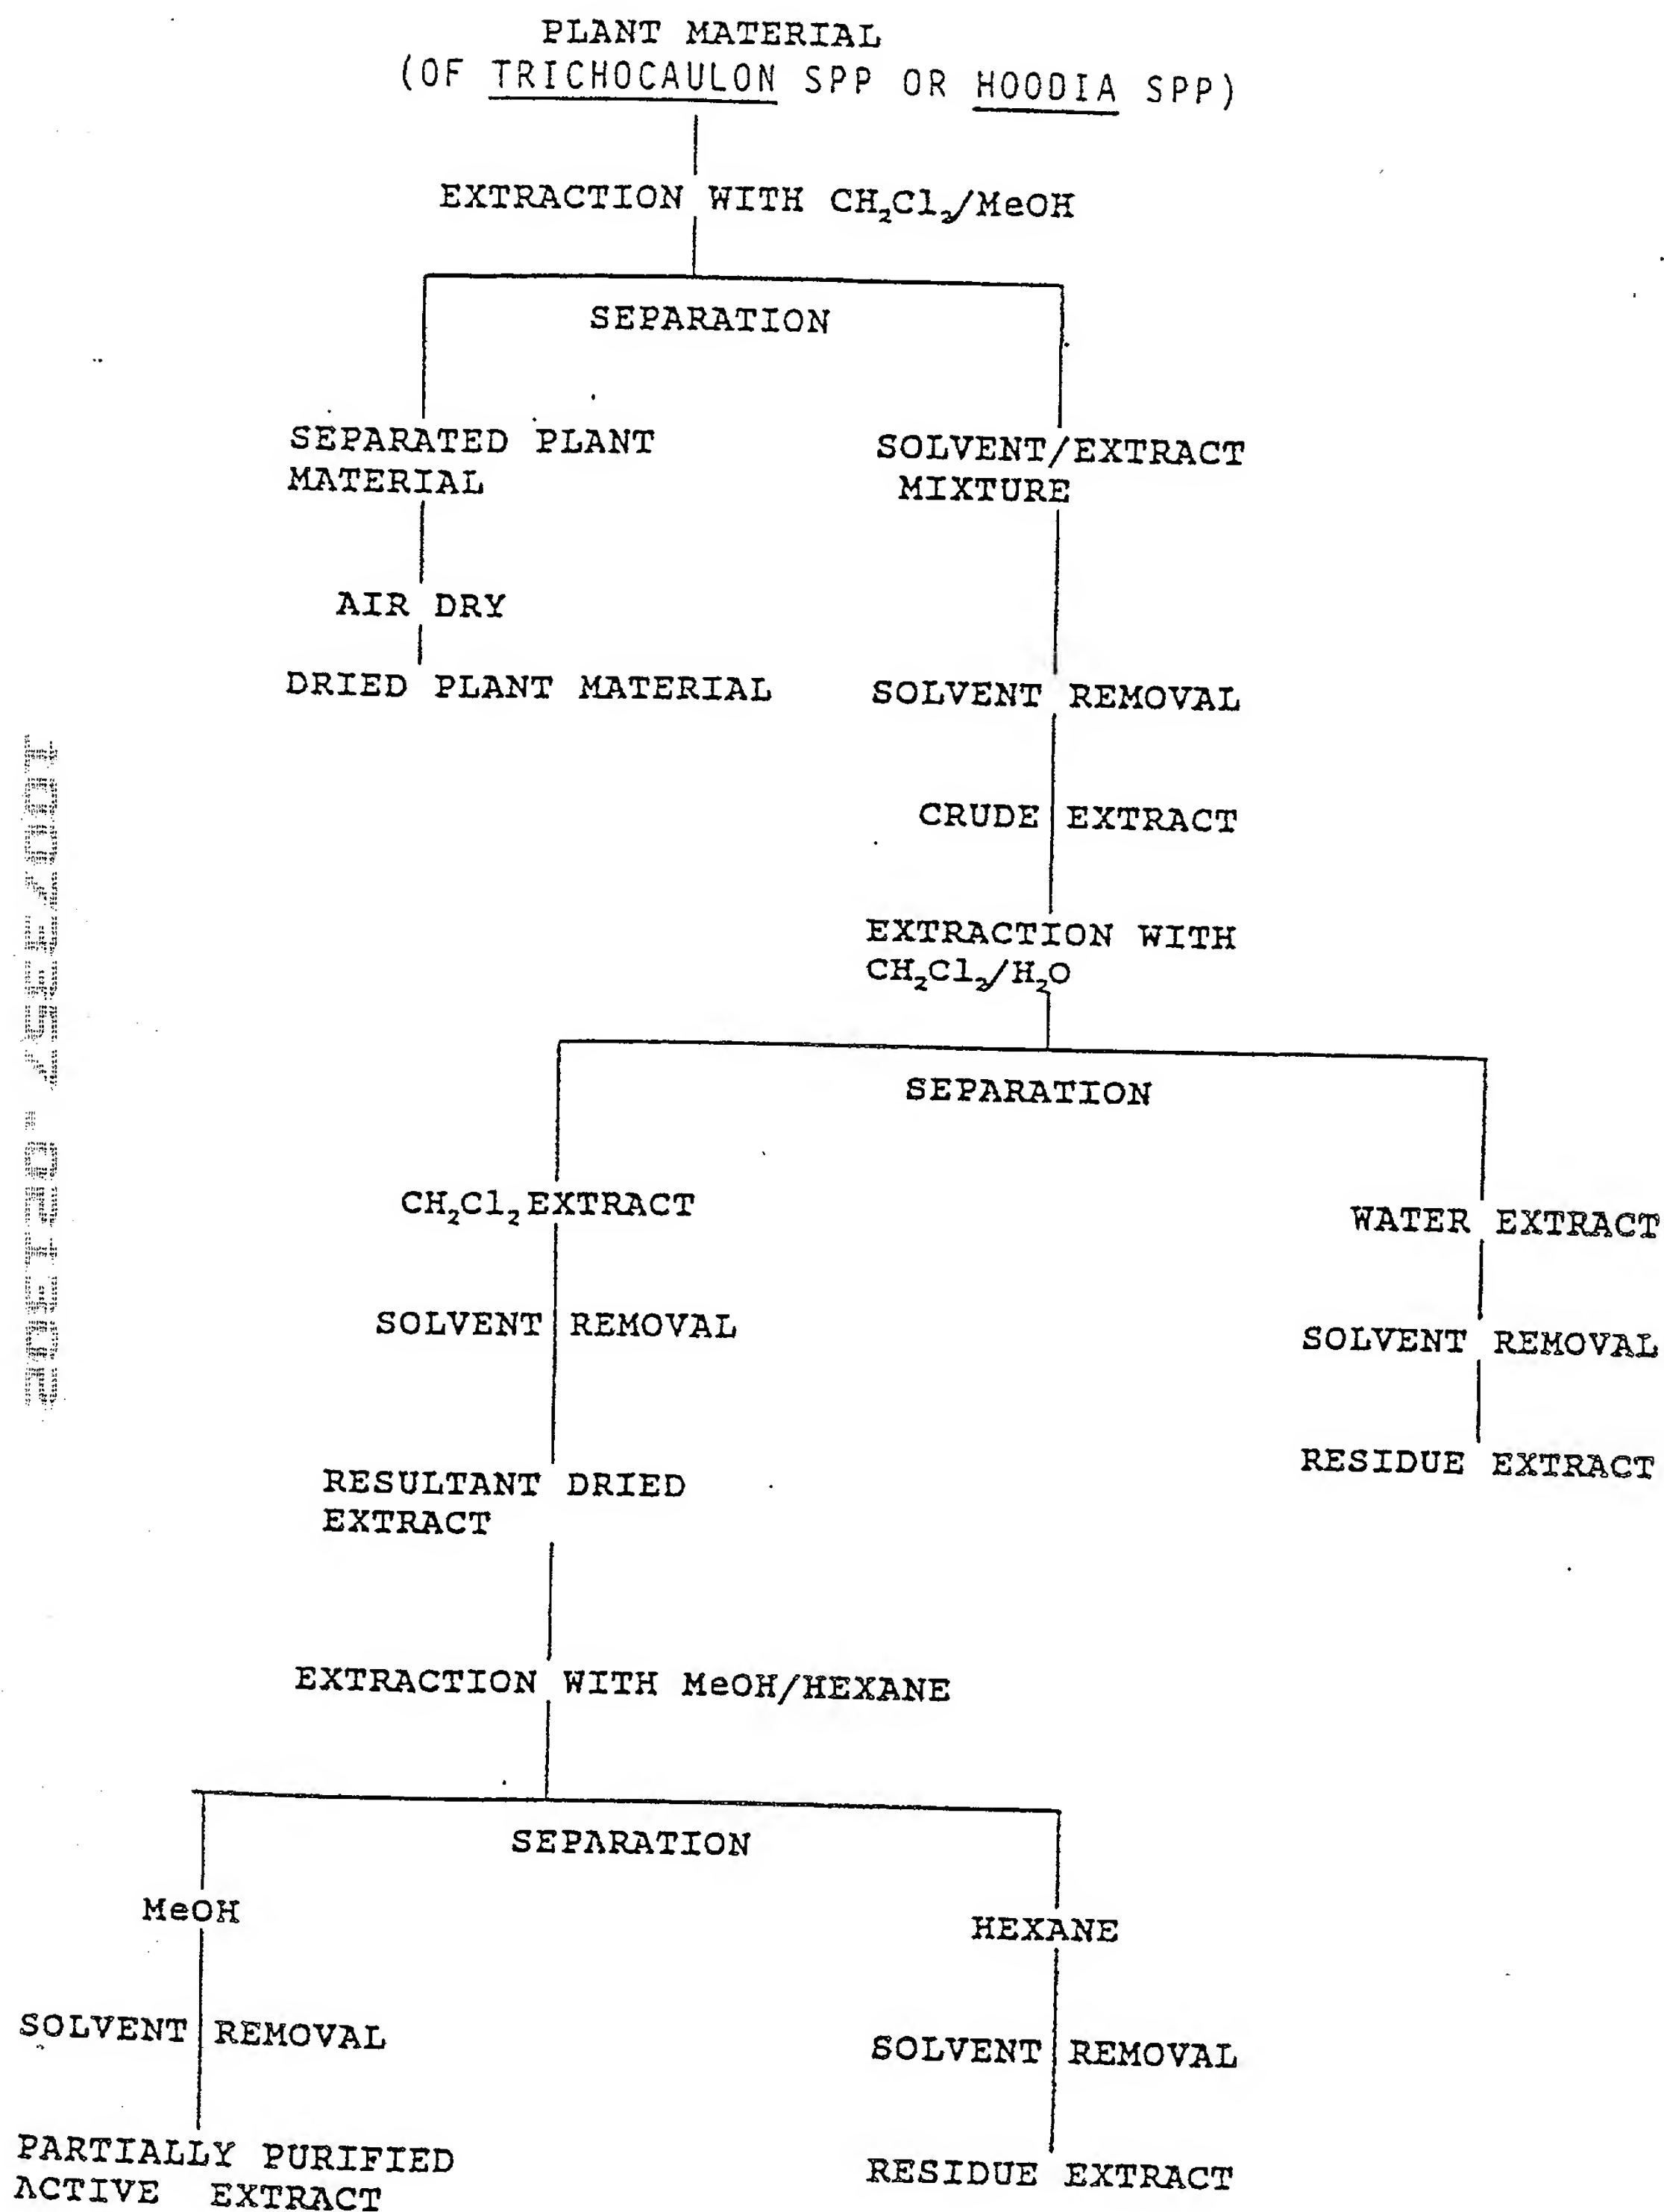 PLANT MATERIAL
(OF TRICHOCAULON SPP OR HOODIA SPP)
EXTRACTION WITH CH₂Cl₂/MeOH
SEPARATION
SEPARATED PLANT
MATERIAL
SOLVENT/EXTRACT
MIXTURE
AIR DRY
DRIED PLANT MATERIAL
SOLVENT REMOVAL
CRUDE EXTRACT
EXTRACTION WITH
CH₂Cl₂/H₂O
SEPARATION
CH₂Cl₂ EXTRACT
WATER EXTRACT
SOLVENT REMOVAL
SOLVENT REMOVAL
RESULTANT DRIED
EXTRACT
RESIDUE EXTRACT
EXTRACTION WITH MeOH/HEXANE
SEPARATION
MeOH
HEXANE
SOLVENT REMOVAL
SOLVENT REMOVAL
PARTIALLY PURIFIED
ACTIVE EXTRACT
RESIDUE EXTRACT